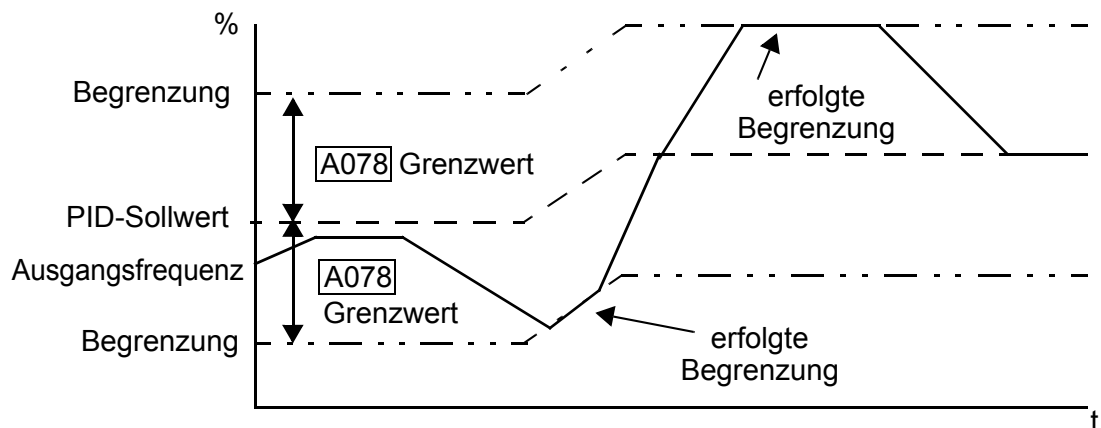 %
Begrenzung
erfolgte
Begrenzung
A078 Grenzwert
PID-Sollwert
Ausgangsfrequenz
A078
Grenzwert
Begrenzung
erfolgte
Begrenzung
t